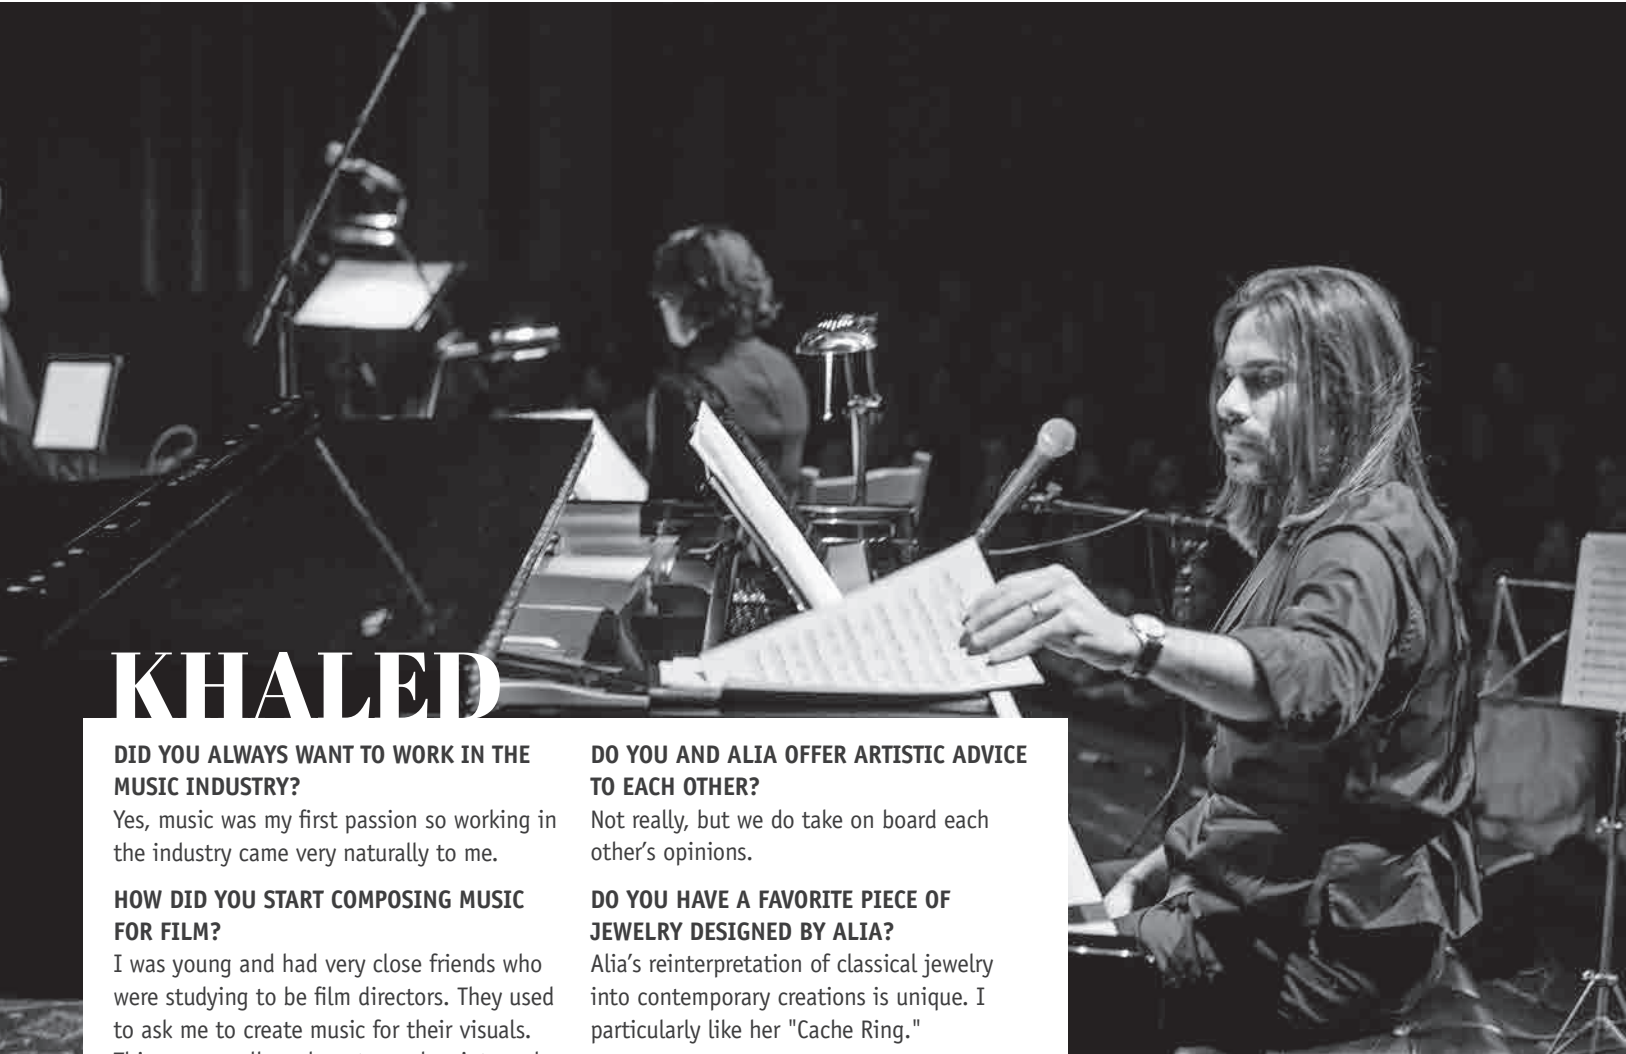 KHALED
DID YOU ALWAYS WANT TO WORK IN THE
MUSIC INDUSTRY?
Yes, music was my first passion so working in
the industry came very naturally to me.
HOW DID YOU START COMPOSING MUSIC
FOR FILM?
I was young and had very close friends who
were studying to be film directors. They used
to ask me to create music for their visuals.
DO YOU AND ALIA OFFER ARTISTIC ADVICE
TO EACH OTHER?
Not really, but we do take on board each
other’s opinions.
DO YOU HAVE A FAVORITE PIECE OF
JEWELRY DESIGNED BY ALIA?
Alia’s reinterpretation of classical jewelry
into contemporary creations is unique. I
particularly like her "Cache Ring."